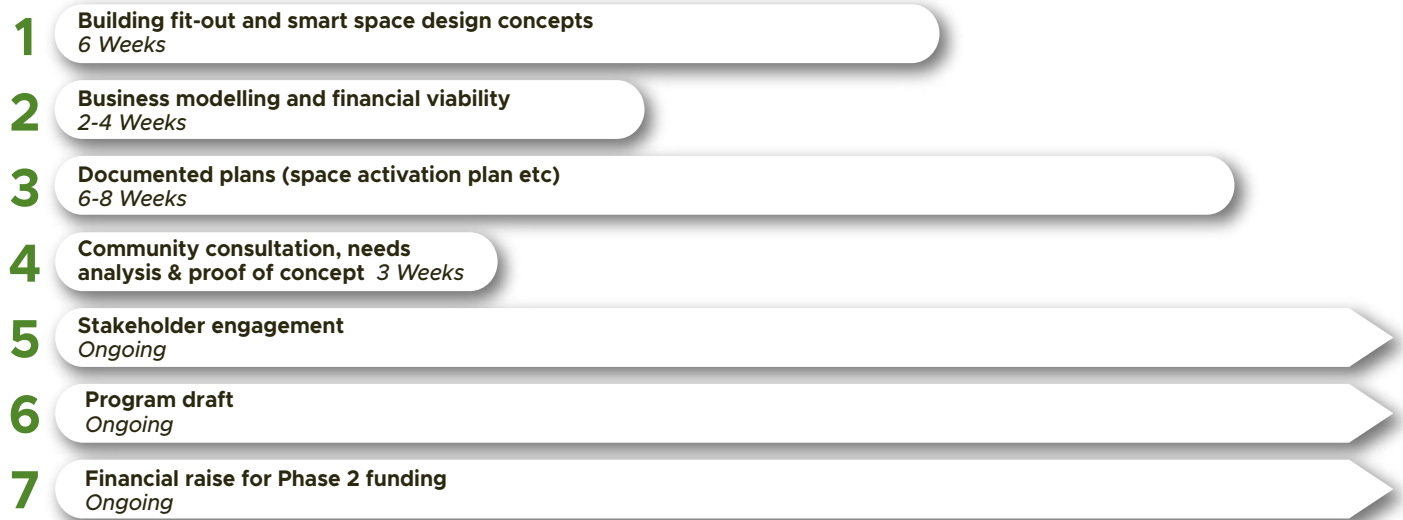 1
Building fit-out and smart space design concepts
6 Weeks
2
Business modelling and financial viability
2-4 Weeks
3
Documented plans (space activation plan etc)
6-8 Weeks
4
Community consultation, needs
analysis & proof of concept 3 Weeks
5
Stakeholder engagement
Ongoing
6
Program draft
Ongoing
7
Financial raise for Phase 2 funding
Ongoing